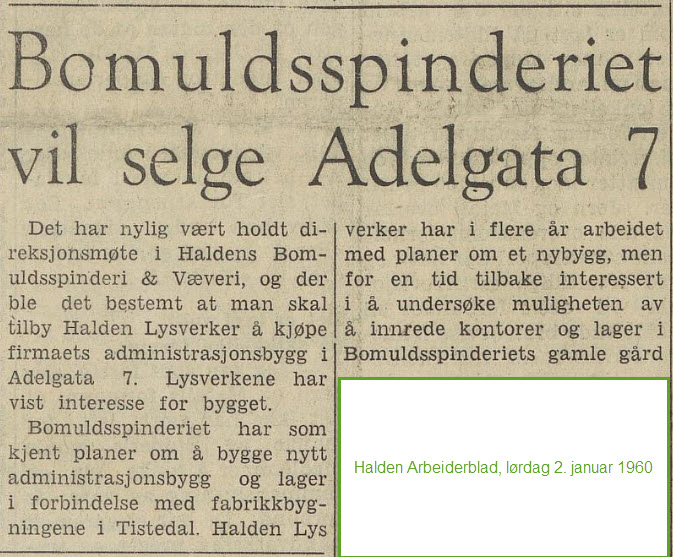 Bomuldsspinderiet
vil selge Adelgata 7
Det har nylig vært holdt di-
reksjonsmøte i Haldens Bom-
uldsspinderi & Væveri, og der
ble det bestemt at man skal
tilby Halden Lysverker å kjøpe
firmaets administrasjonsbygg i
Adelgata 7. Lysverkene har
vist interesse for bygget.
Bomuldsspinderiet har som
kjent planer om å bygge nytt
administrasjonsbygg og lager
i forbindelse med fabrikkbyg-
ningene i Tistedal. Halden Lys
verker har i flere år arbeidet
med planer om et nybygg, men
for en tid tilbake interessert
i å undersøke muligheten av
å innrede kontorer og lager i
Bomuldsspinderiets gamle gård
Halden Arbeiderblad, lørdag 2. januar 1960